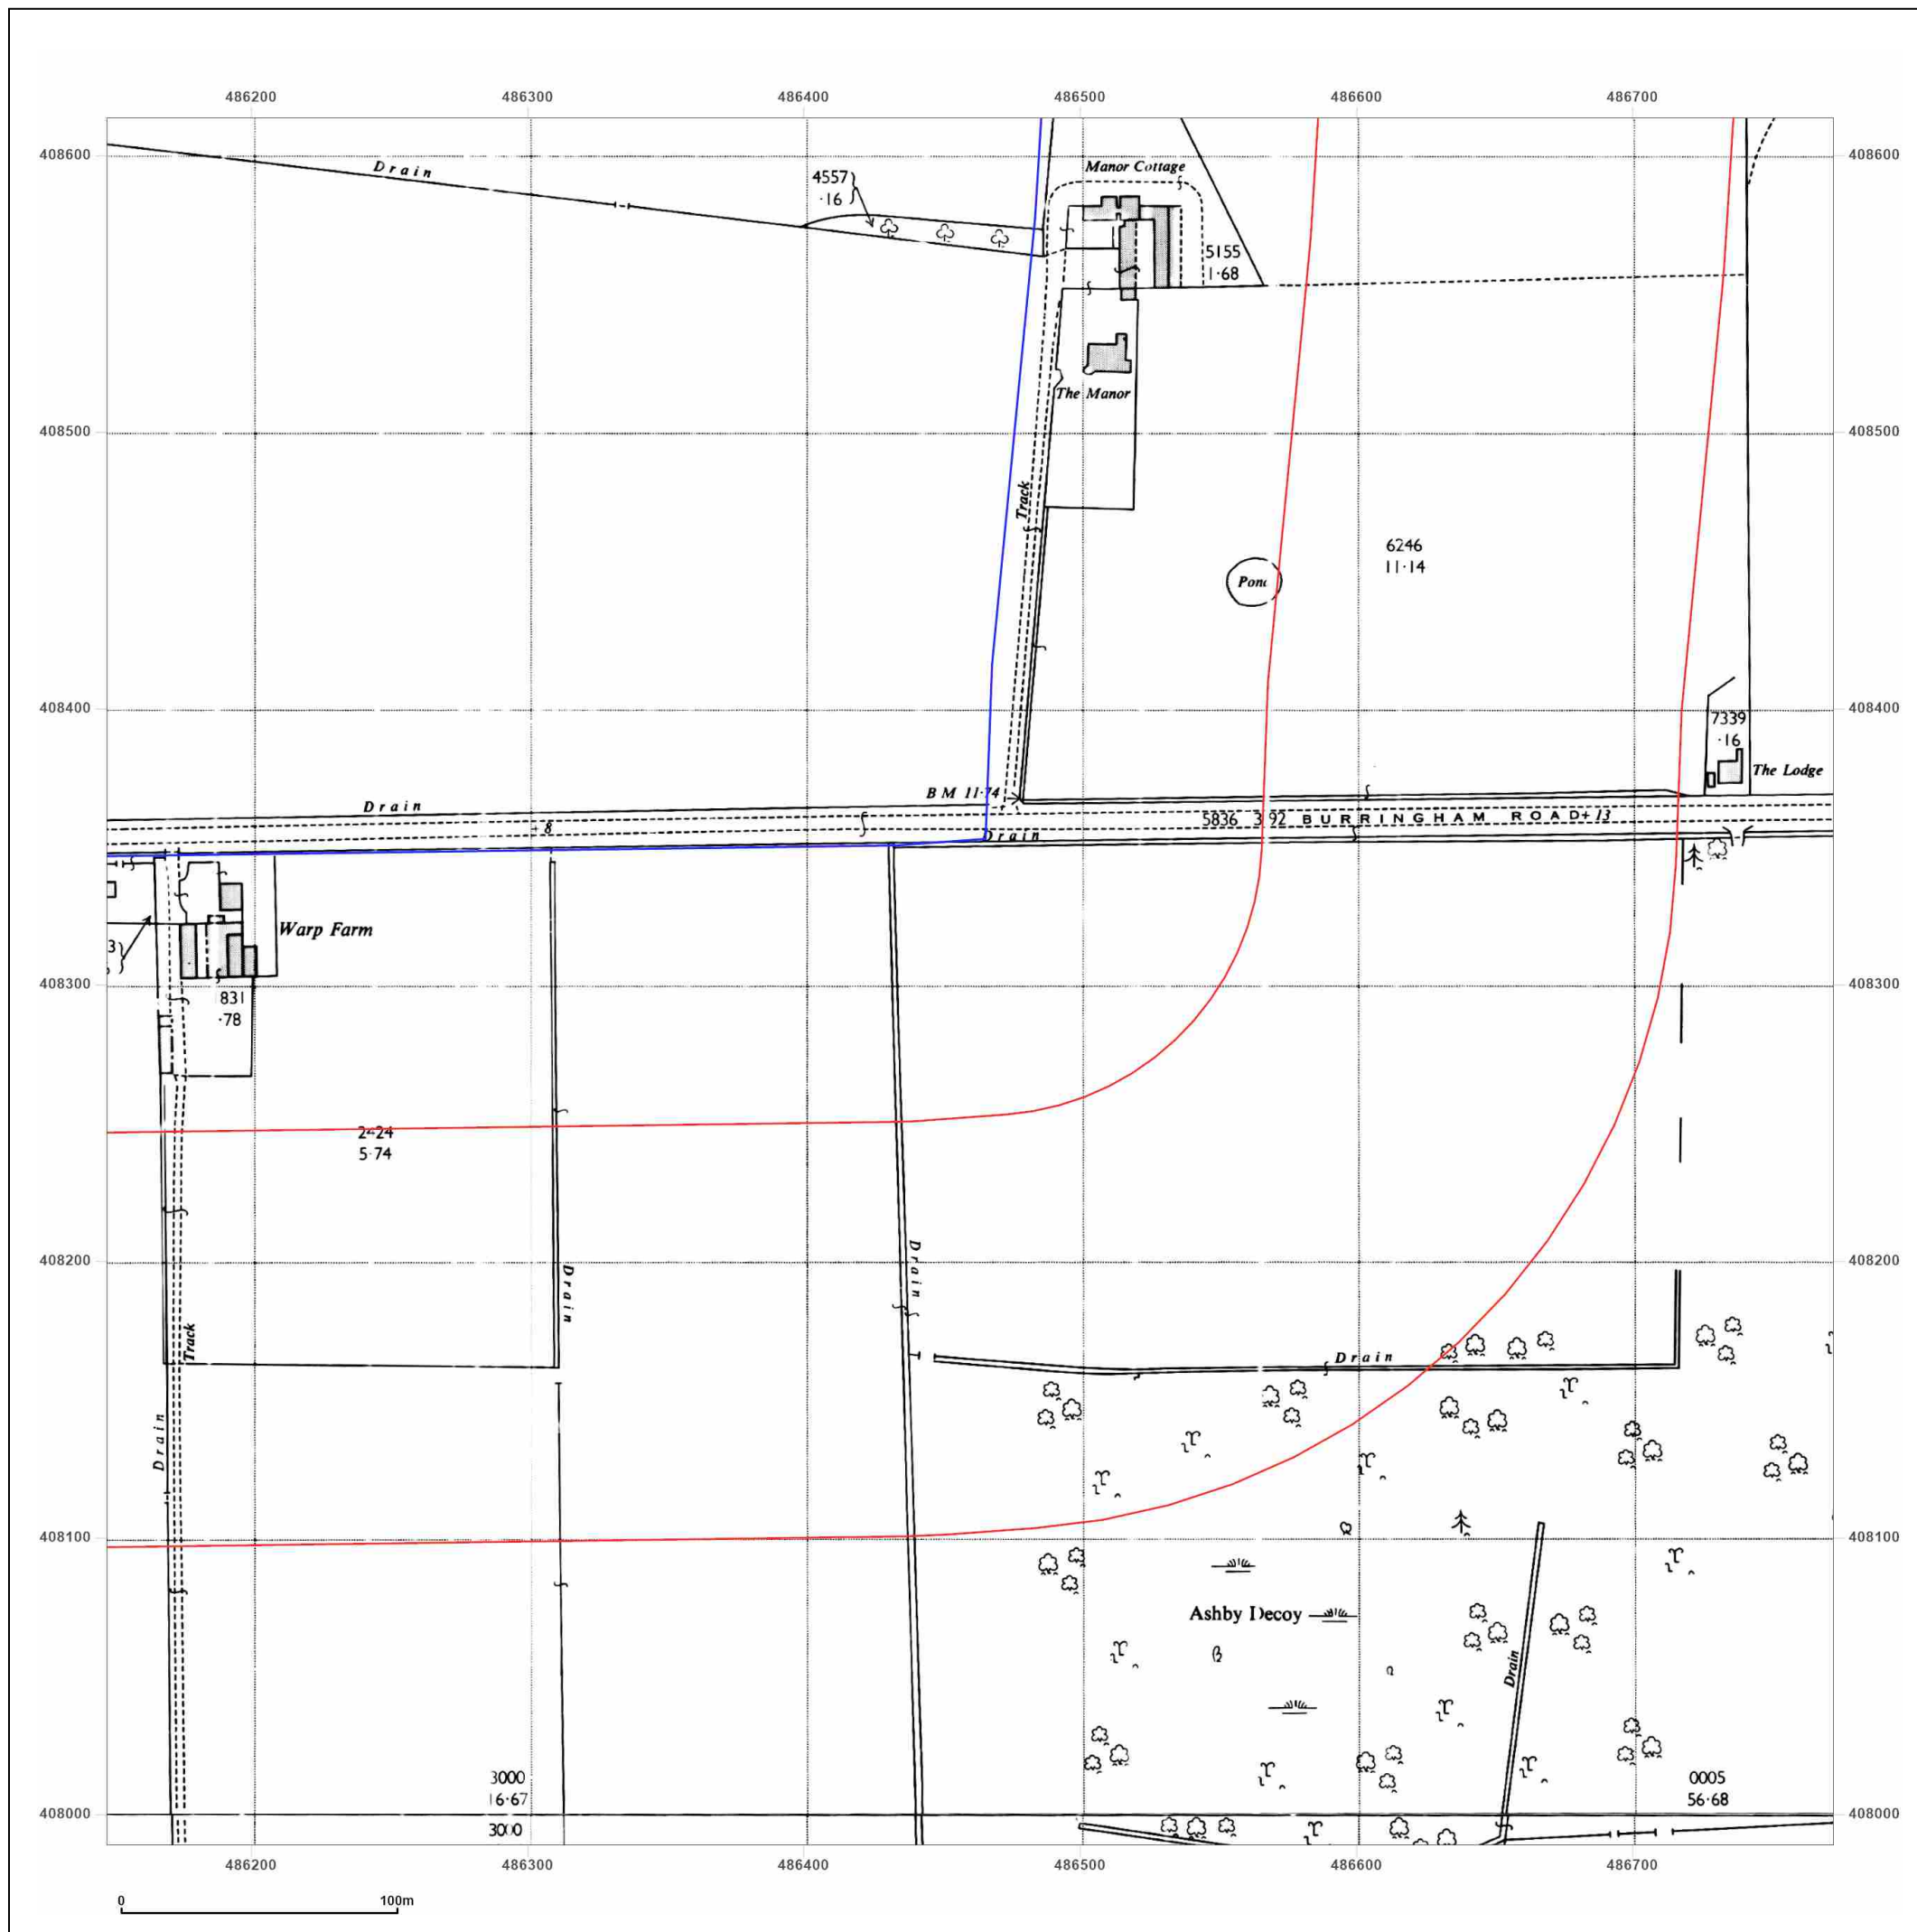 486200 486300 486400 486500 486600 486700
408600 408600
Drain
4557
·16
Manor Cottage
5155
1·68
The Manor
408500 408500
Track
6246
11·14
408400 408400
7339
·16
The Lodge
BM 11·74
Drain
+ 8
5836 3·92 BURRINGHAM ROAD +13
Drain
Warp Farm
3
408300 408300
831
·78
2424
5·74
408200 408200
Drain
Drain
Track
Drain
Drain
408100 408100
Ashby Decoy
Drain
3000
16·67
0005
56·68
408000 408000
3000
486200 486300 486400 486500 486600 486700
0 100m